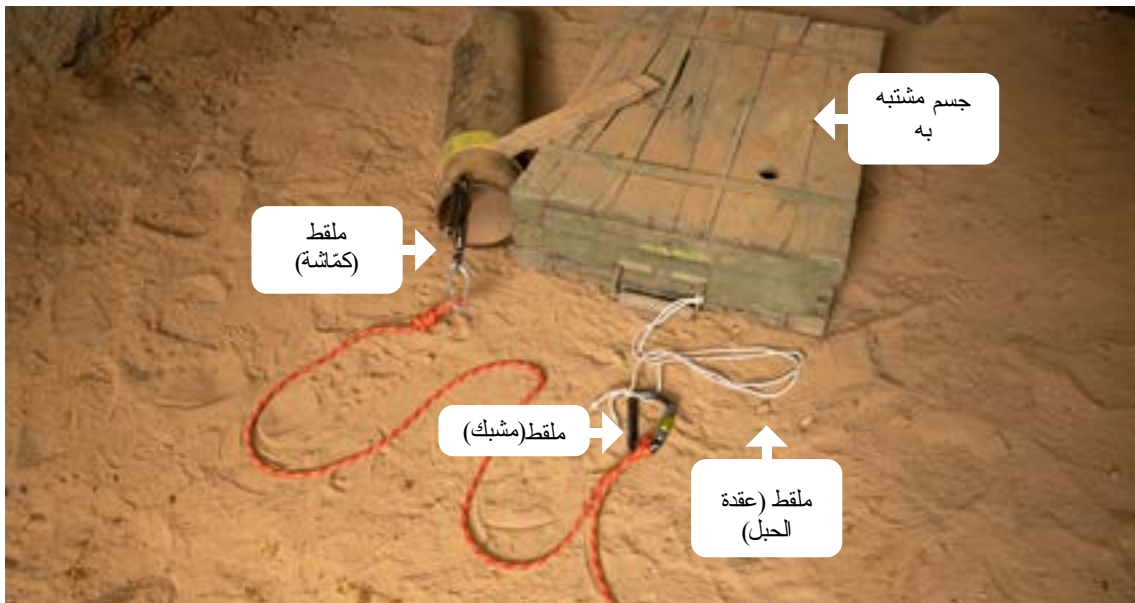 جسم مشتبه
به
ملقط
(كمّاشة)
ملقط(مشبك)
ملقط (عقدة
الحبل)